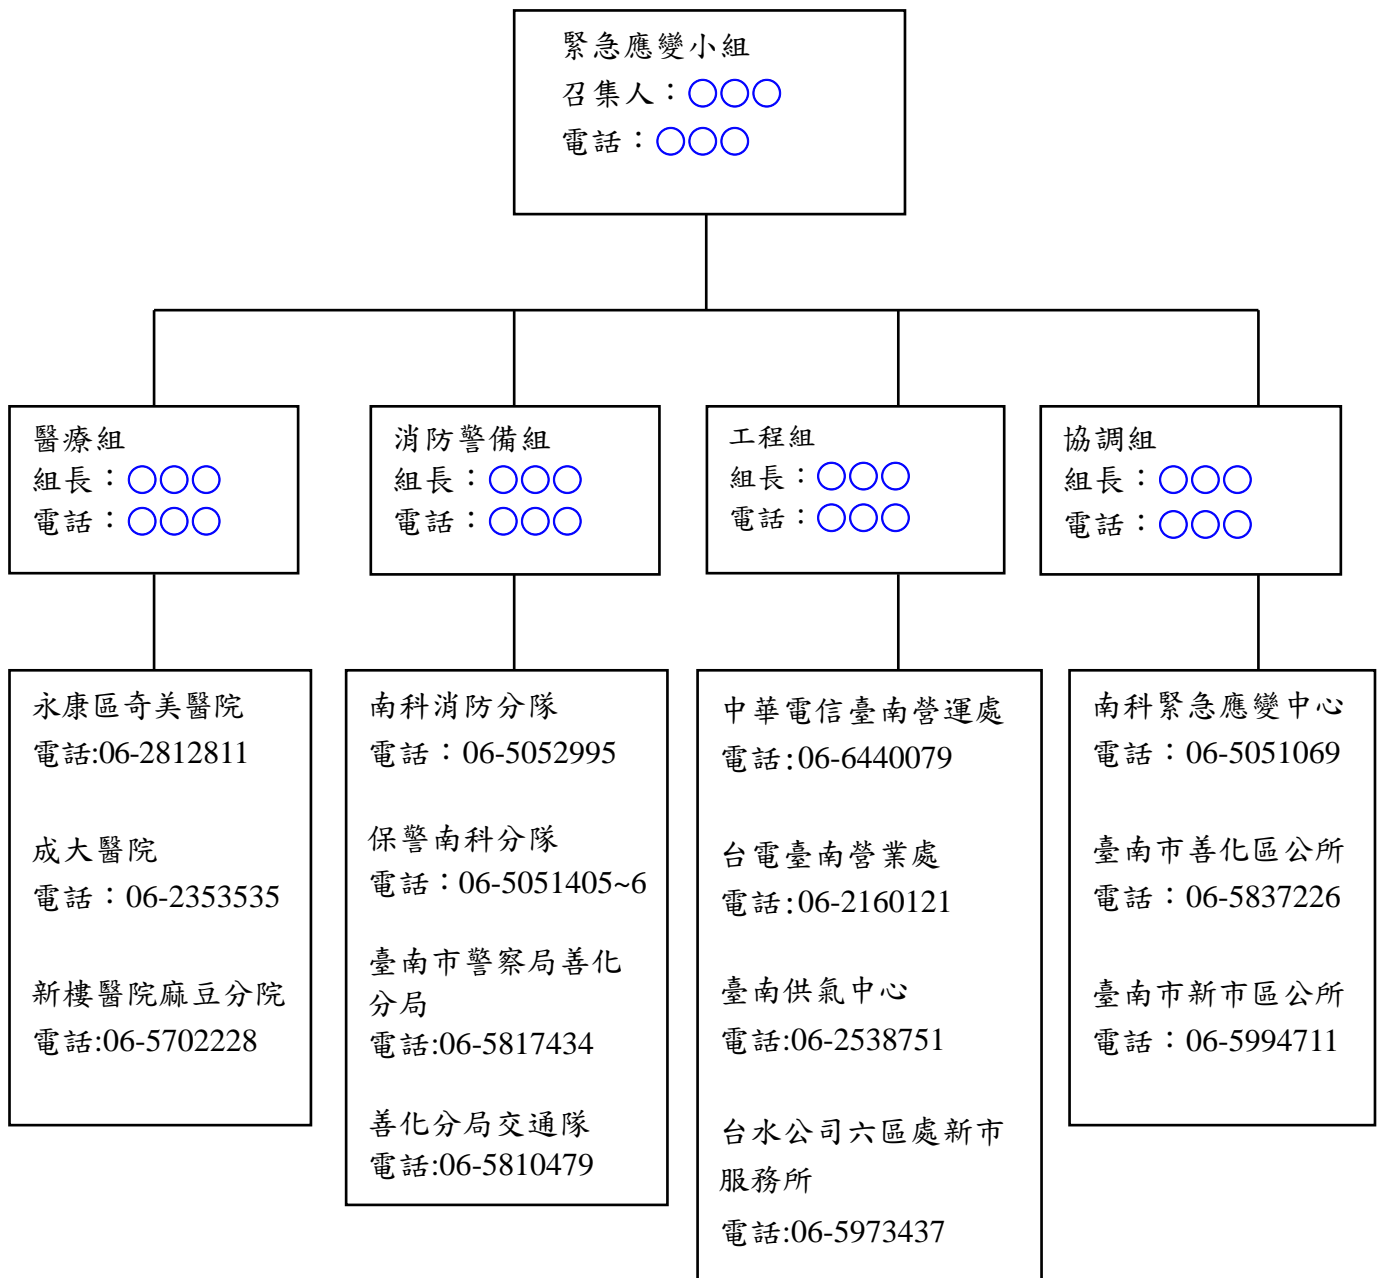 緊急應變小組
召集人：○○○
電話：○○○
醫療組
組長：○○○
電話：○○○
消防警備組
組長：○○○
電話：○○○
工程組
組長：○○○
電話：○○○
協調組
組長：○○○
電話：○○○
永康區奇美醫院
電話:06-2812811
成大醫院
電話：06-2353535
新樓醫院麻豆分院
電話:06-5702228
南科消防分隊
電話：06-5052995
保警南科分隊
電話：06-5051405~6
臺南市警察局善化
分局
電話:06-5817434
善化分局交通隊
電話:06-5810479
中華電信臺南營運處
電話:06-6440079
台電臺南營業處
電話:06-2160121
臺南供氣中心
電話:06-2538751
台水公司六區處新市
服務所
電話:06-5973437
南科緊急應變中心
電話：06-5051069
臺南市善化區公所
電話：06-5837226
臺南市新市區公所
電話：06-5994711